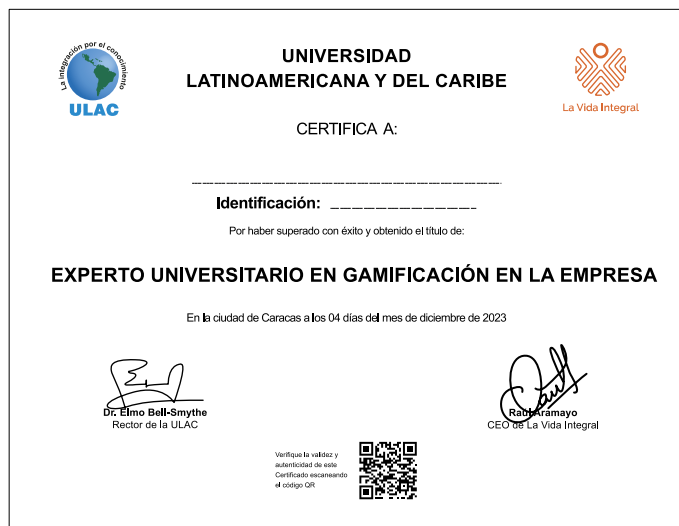 La integración por el conocimiento
ULAC
UNIVERSIDAD
LATINOAMERICANA Y DEL CARIBE
La Vida Integral
CERTIFICA A:
Identificación:
Por haber superado con éxito y obtenido el título de:
EXPERTO UNIVERSITARIO EN GAMIFICACIÓN EN LA EMPRESA
En la ciudad de Caracas a los 04 días del mes de diciembre de 2023
Dr. Elmo Bell-Smythe
Rector de la ULAC
Raúl Aramayo
CEO de La Vida Integral
Verifique la validez y
autenticidad de este
Certificado escaneando
el código QR